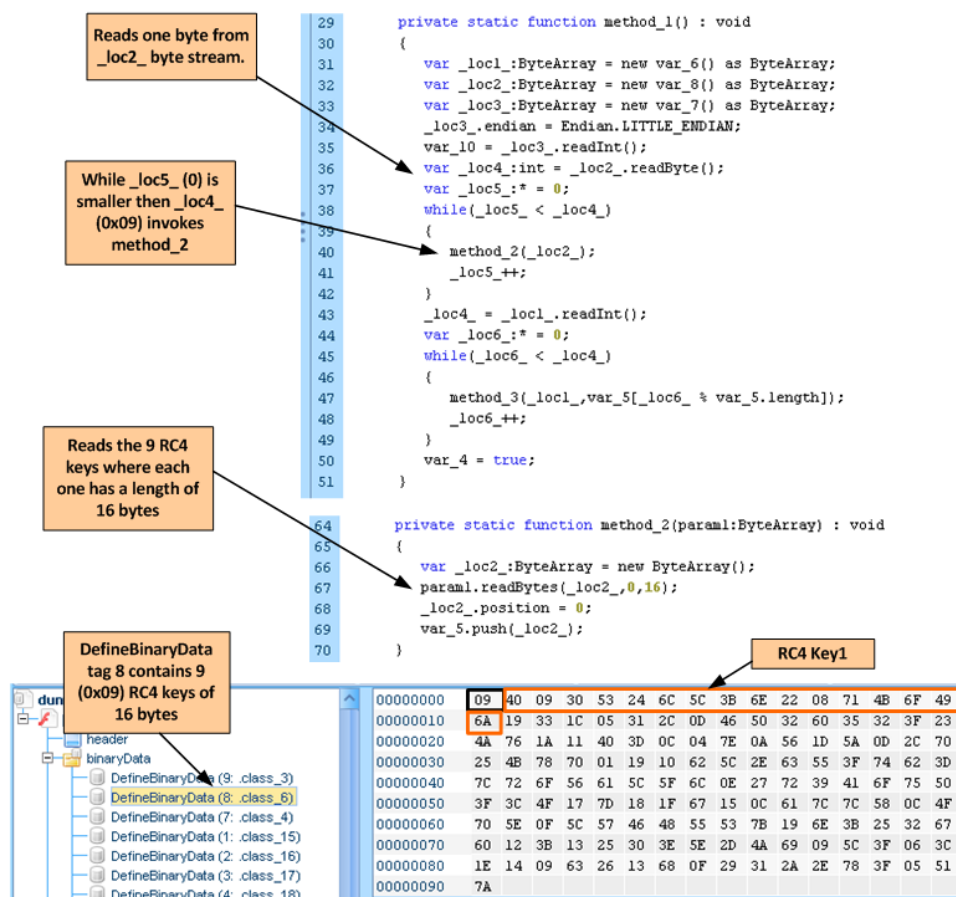 Reads one byte from
_loc2_ byte stream.
29 private static function method_1() : void
30 {
31 var _loc1_:ByteArray = new var_6() as ByteArray;
32 var _loc2_:ByteArray = new var_8() as ByteArray;
33 var _loc3_:ByteArray = new var_7() as ByteArray;
34 _loc3_.endian = Endian.LITTLE_ENDIAN;
35 var_10 = _loc3_.readInt();
36 var _loc4_:int = _loc2_.readByte();
37 var _loc5_:* = 0;
38 while(_loc5_ < _loc4_)
39 {
40 method_2(_loc2_);
41 _loc5_++;
42 }
43 _loc4_ = _loc1_.readInt();
44 var _loc6_:* = 0;
45 while(_loc6_ < _loc4_)
46 {
47 method_3(_loc1_,var_5[_loc6_ % var_5.length]);
48 _loc6_++;
49 }
50 var_4 = true;
51 }
While _loc5_ (0) is
smaller then _loc4_
(0x09) invokes
method_2
Reads the 9 RC4
keys where each
one has a length of
16 bytes
64 private static function method_2(param1:ByteArray) : void
65 {
66 var _loc2_:ByteArray = new ByteArray();
67 param1.readBytes(_loc2_,0,16);
68 _loc2_.position = 0;
69 var_5.push(_loc2_);
70 }
DefineBinaryData
tag 8 contains 9
(0x09) RC4 keys of
16 bytes
RC4 Key1
header
binaryData
DefineBinaryData (9: .class_3)
DefineBinaryData (8: .class_6)
DefineBinaryData (7: .class_4)
DefineBinaryData (1: .class_15)
DefineBinaryData (2: .class_16)
DefineBinaryData (3: .class_17)
DefineBinaryData (4: .class_18)
00000000 09 40 09 30 53 24 6C 5C 3B 6E 22 08 71 4B 6F 49
00000010 6A 19 33 1C 05 31 2C 0D 46 50 32 60 35 32 3F 23
00000020 4A 76 1A 11 40 3D 0C 04 7E 0A 56 1D 5A 0D 2C 70
00000030 25 4B 78 70 01 19 10 62 5C 2E 63 55 3F 74 62 3D
00000040 7C 72 6F 56 61 5C 5F 6C 0E 27 72 39 41 6F 75 50
00000050 3F 3C 4F 17 7D 18 1F 67 15 0C 61 7C 7C 58 0C 4F
00000060 70 5E 0F 5C 57 46 48 55 53 7B 19 6E 3B 25 32 67
00000070 60 12 3B 13 25 30 3E 5E 2D 4A 69 09 5C 3F 06 3C
00000080 1E 14 09 63 26 13 68 0F 29 31 2A 2E 78 3F 05 51
00000090 7A